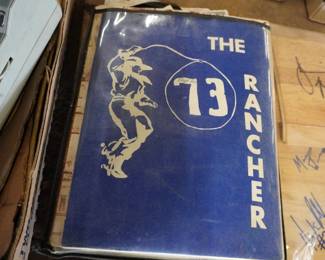 THE
73
RANCHER